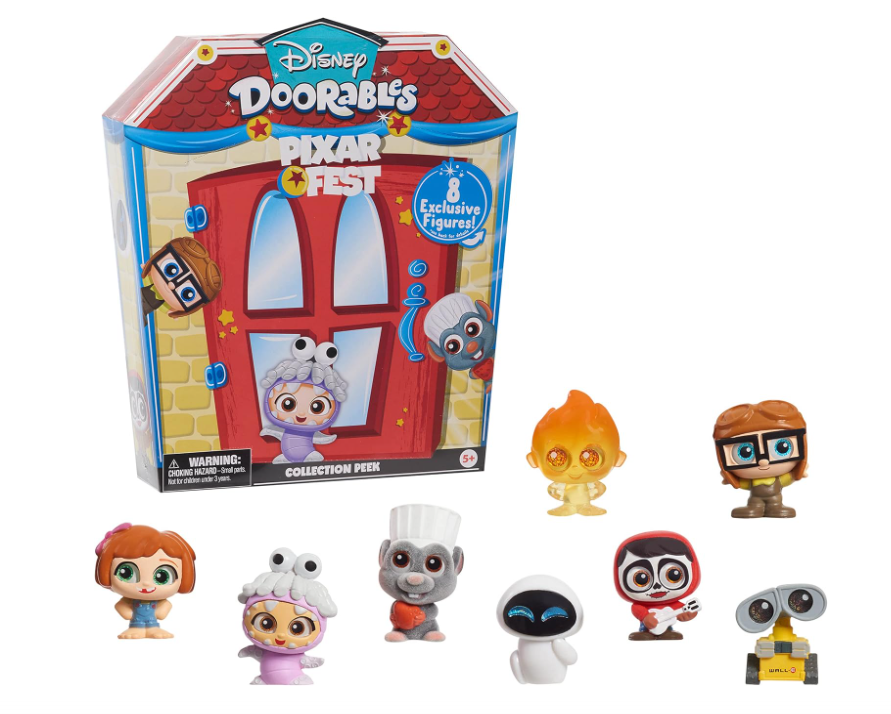 Disney
DOORABLES
PIXAR
FEST
8
Exclusive
Figures!
COLLECTION PEEK
5+
WARNING:
CHOKING HAZARD - Small parts.
Not for children under 3 years.
WALL-E